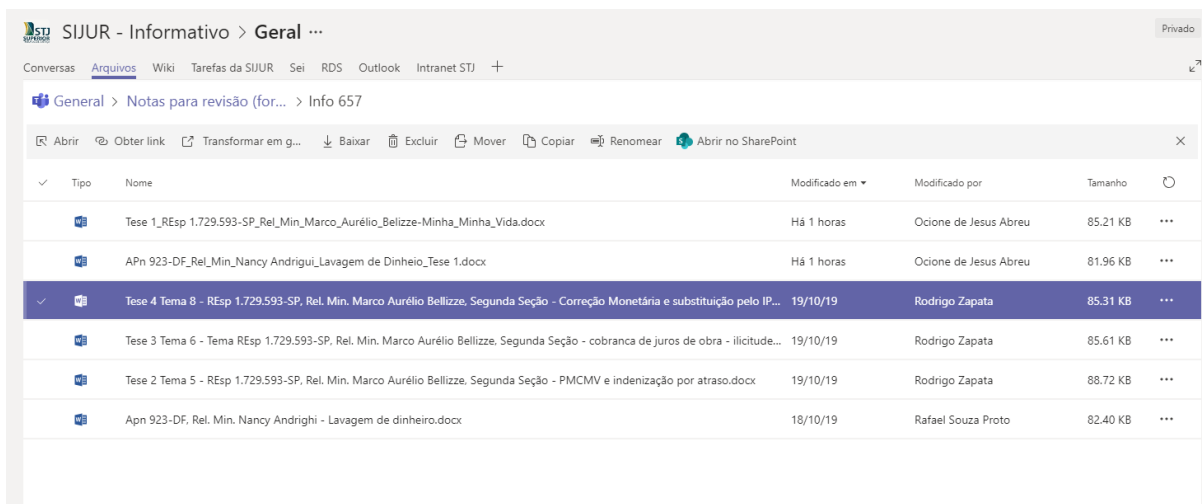 STJ SIJUR - Informativo > Geral ··· Privado
SUPERIOR
Conversas Arquivos Wiki Tarefas da SIJUR Sei RDS Outlook Intranet STJ +
General > Notas para revisão (for... > Info 657
Abrir Obter link Transformar em g... Baixar Excluir Mover Copiar Renomear Abrir no SharePoint
Tipo Nome Modificado em Modificado por Tamanho
Tese 1_REsp 1.729.593-SP_Rel_Min_Marco_Aurélio_Belizze-Minha_Minha_Vida.docx Há 1 horas Ocione de Jesus Abreu 85.21 KB ···
APn 923-DF_Rel_Min_Nancy Andrigui_Lavagem de Dinheio_Tese 1.docx Há 1 horas Ocione de Jesus Abreu 81.96 KB ···
Tese 4 Tema 8 - REsp 1.729.593-SP, Rel. Min. Marco Aurélio Bellizze, Segunda Seção - Correção Monetária e substituição pelo IP... 19/10/19 Rodrigo Zapata 85.31 KB ···
Tese 3 Tema 6 - Tema REsp 1.729.593-SP, Rel. Min. Marco Aurélio Bellizze, Segunda Seção - cobranca de juros de obra - ilicitude... 19/10/19 Rodrigo Zapata 85.61 KB ···
Tese 2 Tema 5 - REsp 1.729.593-SP, Rel. Min. Marco Aurélio Bellizze, Segunda Seção - PMCMV e indenização por atraso.docx 19/10/19 Rodrigo Zapata 88.72 KB ···
Apn 923-DF, Rel. Min. Nancy Andrighi - Lavagem de dinheiro.docx 18/10/19 Rafael Souza Proto 82.40 KB ···